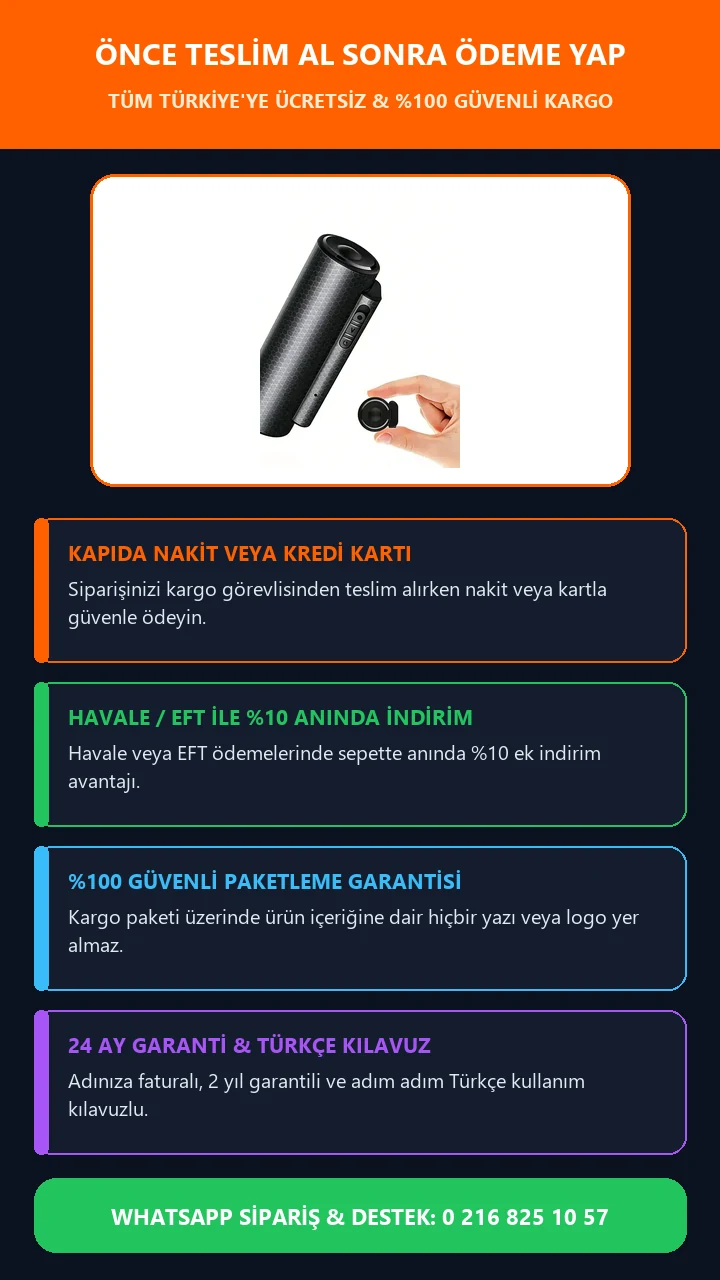 ÖNCE TESLİM AL SONRA ÖDEME YAP
TÜM TÜRKİYE'YE ÜCRETSİZ & %100 GÜVENLİ KARGO
KAPIDA NAKİT VEYA KREDİ KARTI
Siparişinizi kargo görevlisinden teslim alırken nakit veya kartla
güvenle ödeyin.
HAVALE / EFT İLE %10 ANINDA İNDİRİM
Havale veya EFT ödemelerinde sepette anında %10 ek indirim
avantajı.
%100 GÜVENLİ PAKETLEME GARANTİSİ
Kargo paketi üzerinde ürün içeriğine dair hiçbir yazı veya logo yer
almaz.
24 AY GARANTİ & TÜRKÇE KILAVUZ
Adınıza faturalı, 2 yıl garantili ve adım adım Türkçe kullanım
kılavuzlu.
WHATSAPP SİPARİŞ & DESTEK: 0 216 825 10 57